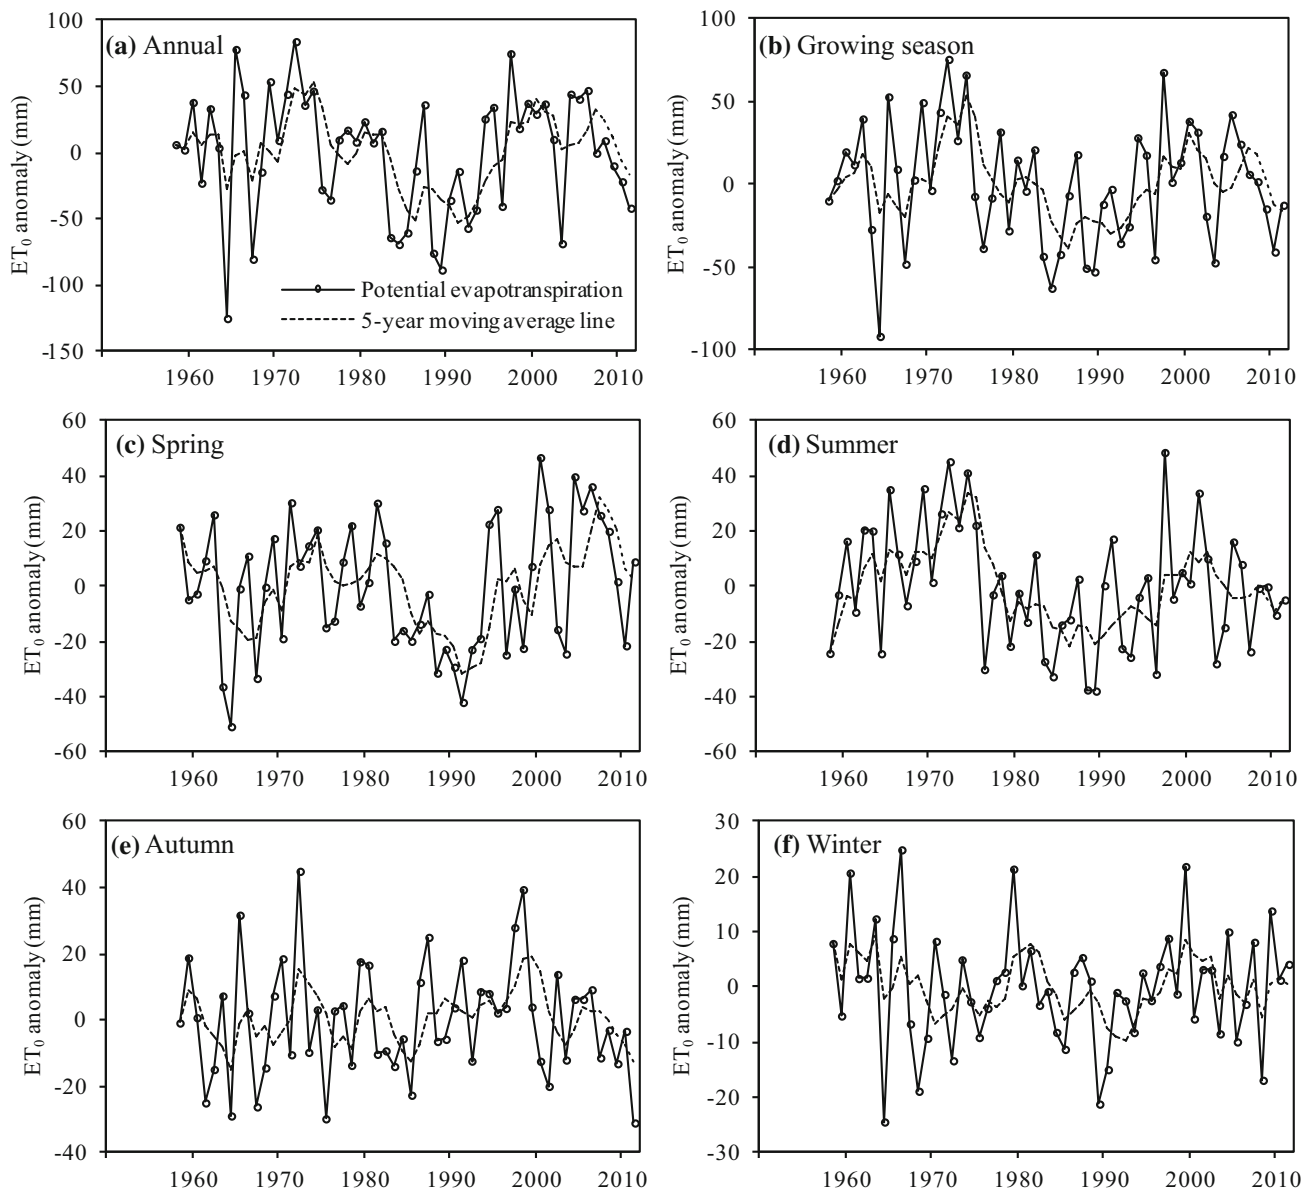 (a) Annual
ET0 anomaly (mm)
100
50
0
-50
-100
-150
Potential evapotranspiration
5-year moving average line
1960 1970 1980 1990 2000 2010
(b) Growing season
ET0 anomaly (mm)
100
50
0
-50
-100
1960 1970 1980 1990 2000 2010
(c) Spring
ET0 anomaly (mm)
60
40
20
0
-20
-40
-60
1960 1970 1980 1990 2000 2010
(d) Summer
ET0 anomaly (mm)
60
40
20
0
-20
-40
-60
1960 1970 1980 1990 2000 2010
(e) Autumn
ET0 anomaly (mm)
60
40
20
0
-20
-40
1960 1970 1980 1990 2000 2010
(f) Winter
ET0 anomaly (mm)
30
20
10
0
-10
-20
-30
1960 1970 1980 1990 2000 2010